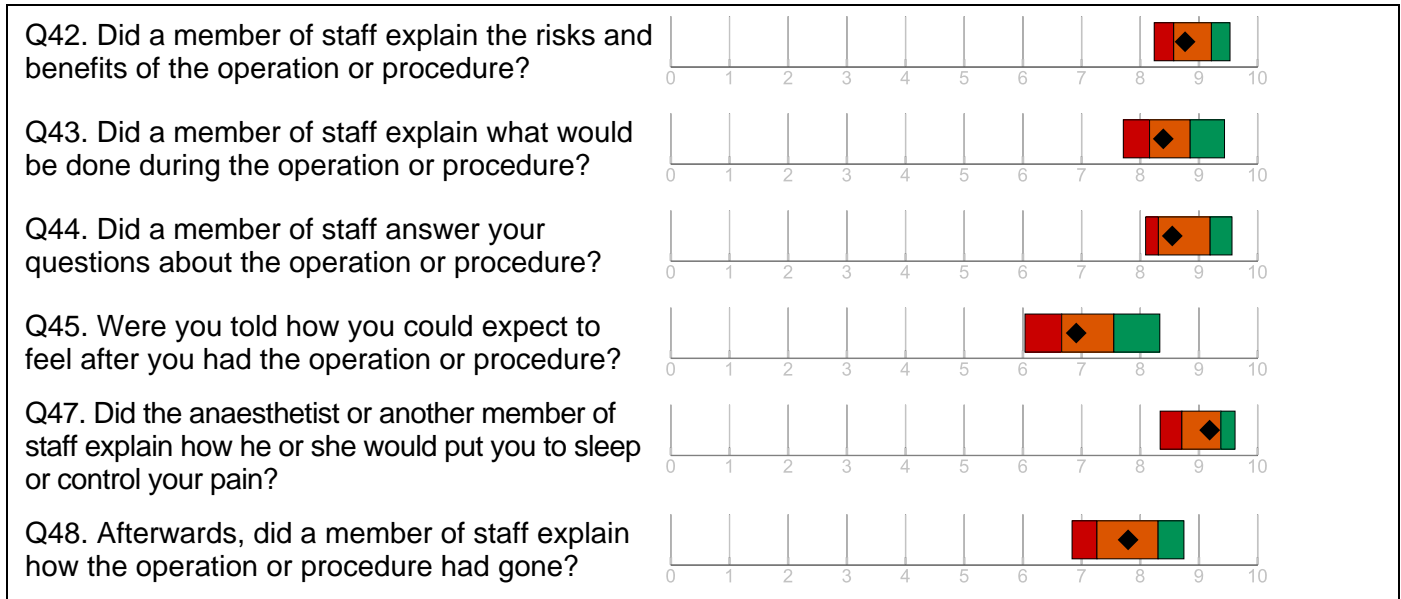 Q42. Did a member of staff explain the risks and
benefits of the operation or procedure?
0 1 2 3 4 5 6 7 8 9 10
Q43. Did a member of staff explain what would
be done during the operation or procedure?
0 1 2 3 4 5 6 7 8 9 10
Q44. Did a member of staff answer your
questions about the operation or procedure?
0 1 2 3 4 5 6 7 8 9 10
Q45. Were you told how you could expect to
feel after you had the operation or procedure?
0 1 2 3 4 5 6 7 8 9 10
Q47. Did the anaesthetist or another member of
staff explain how he or she would put you to sleep
or control your pain?
0 1 2 3 4 5 6 7 8 9 10
Q48. Afterwards, did a member of staff explain
how the operation or procedure had gone?
0 1 2 3 4 5 6 7 8 9 10